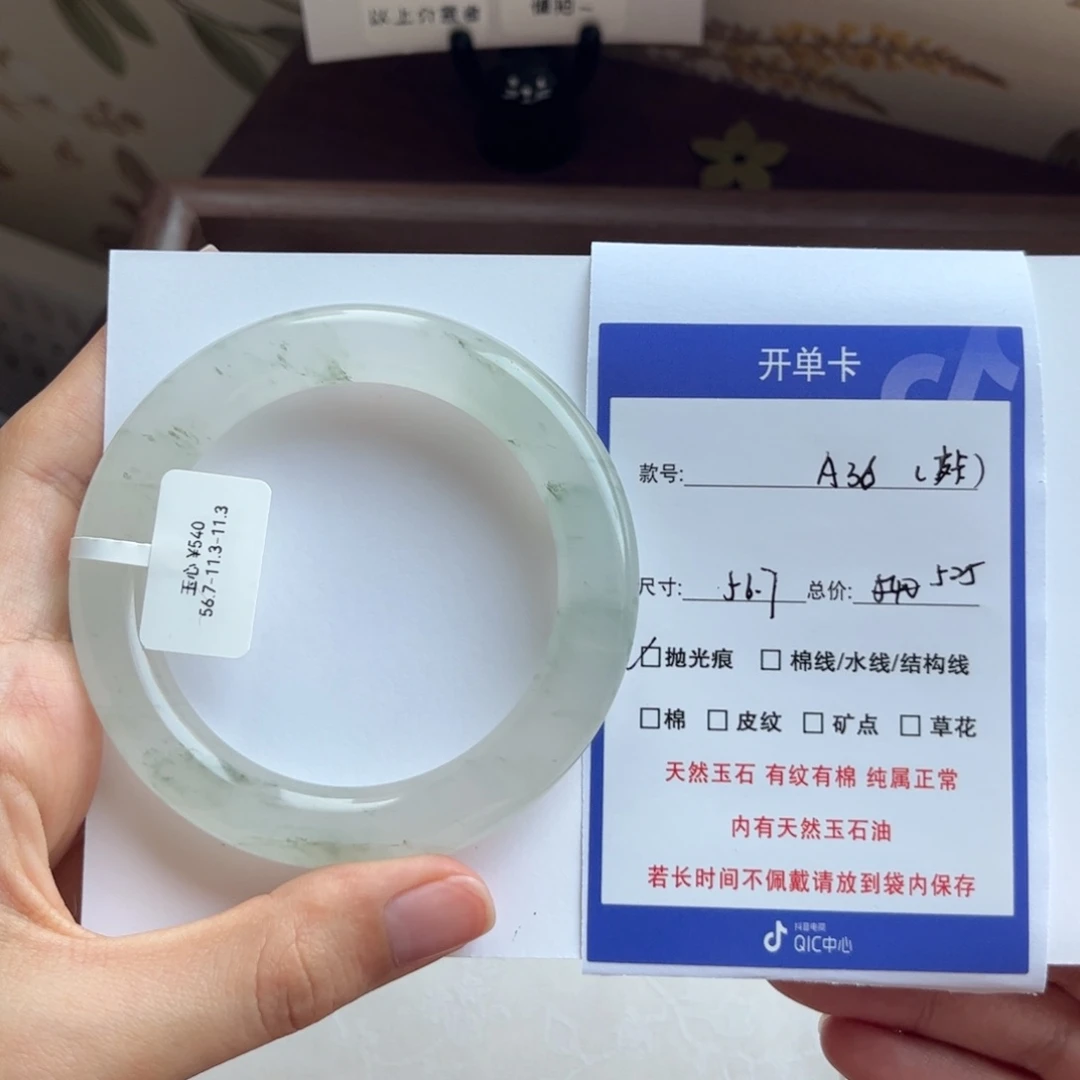 以上价
玉心 ¥540
56.7-11.3-11.3
开单卡
款号: A36
尺寸: 56.7 总价: 540 525
抛光痕 棉线/水线/结构线
棉 皮纹 矿点 草花
天然玉石 有纹有棉 纯属正常
内有天然玉石油
若长时间不佩戴请放到袋内保存
抖音电商
QIC中心